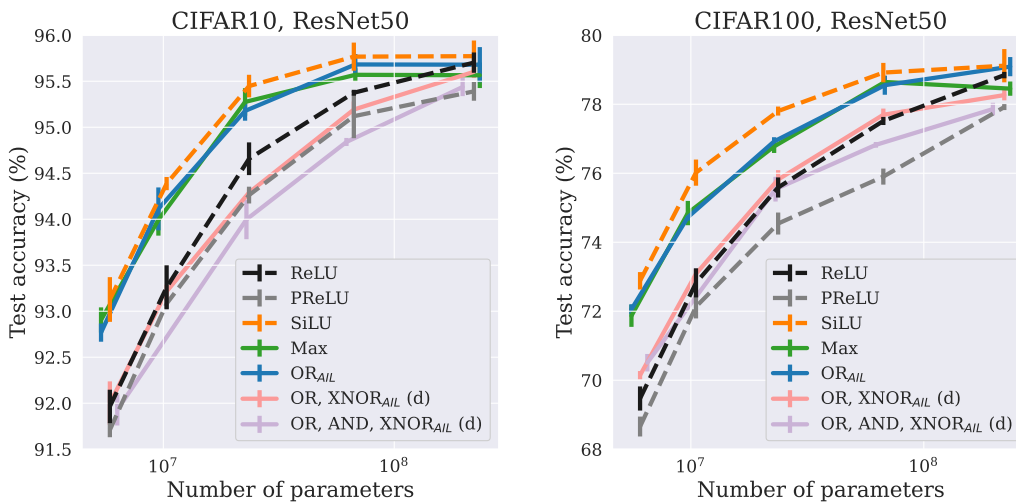 CIFAR10, ResNet50
Test accuracy (%)
96.0
95.5
95.0
94.5
94.0
93.5
93.0
92.5
92.0
91.5
ReLU
PReLU
SiLU
Max
OR_AIL
OR, XNOR_AIL (d)
OR, AND, XNOR_AIL (d)
10^7
10^8
Number of parameters
CIFAR100, ResNet50
Test accuracy (%)
80
78
76
74
72
70
68
ReLU
PReLU
SiLU
Max
OR_AIL
OR, XNOR_AIL (d)
OR, AND, XNOR_AIL (d)
10^7
10^8
Number of parameters